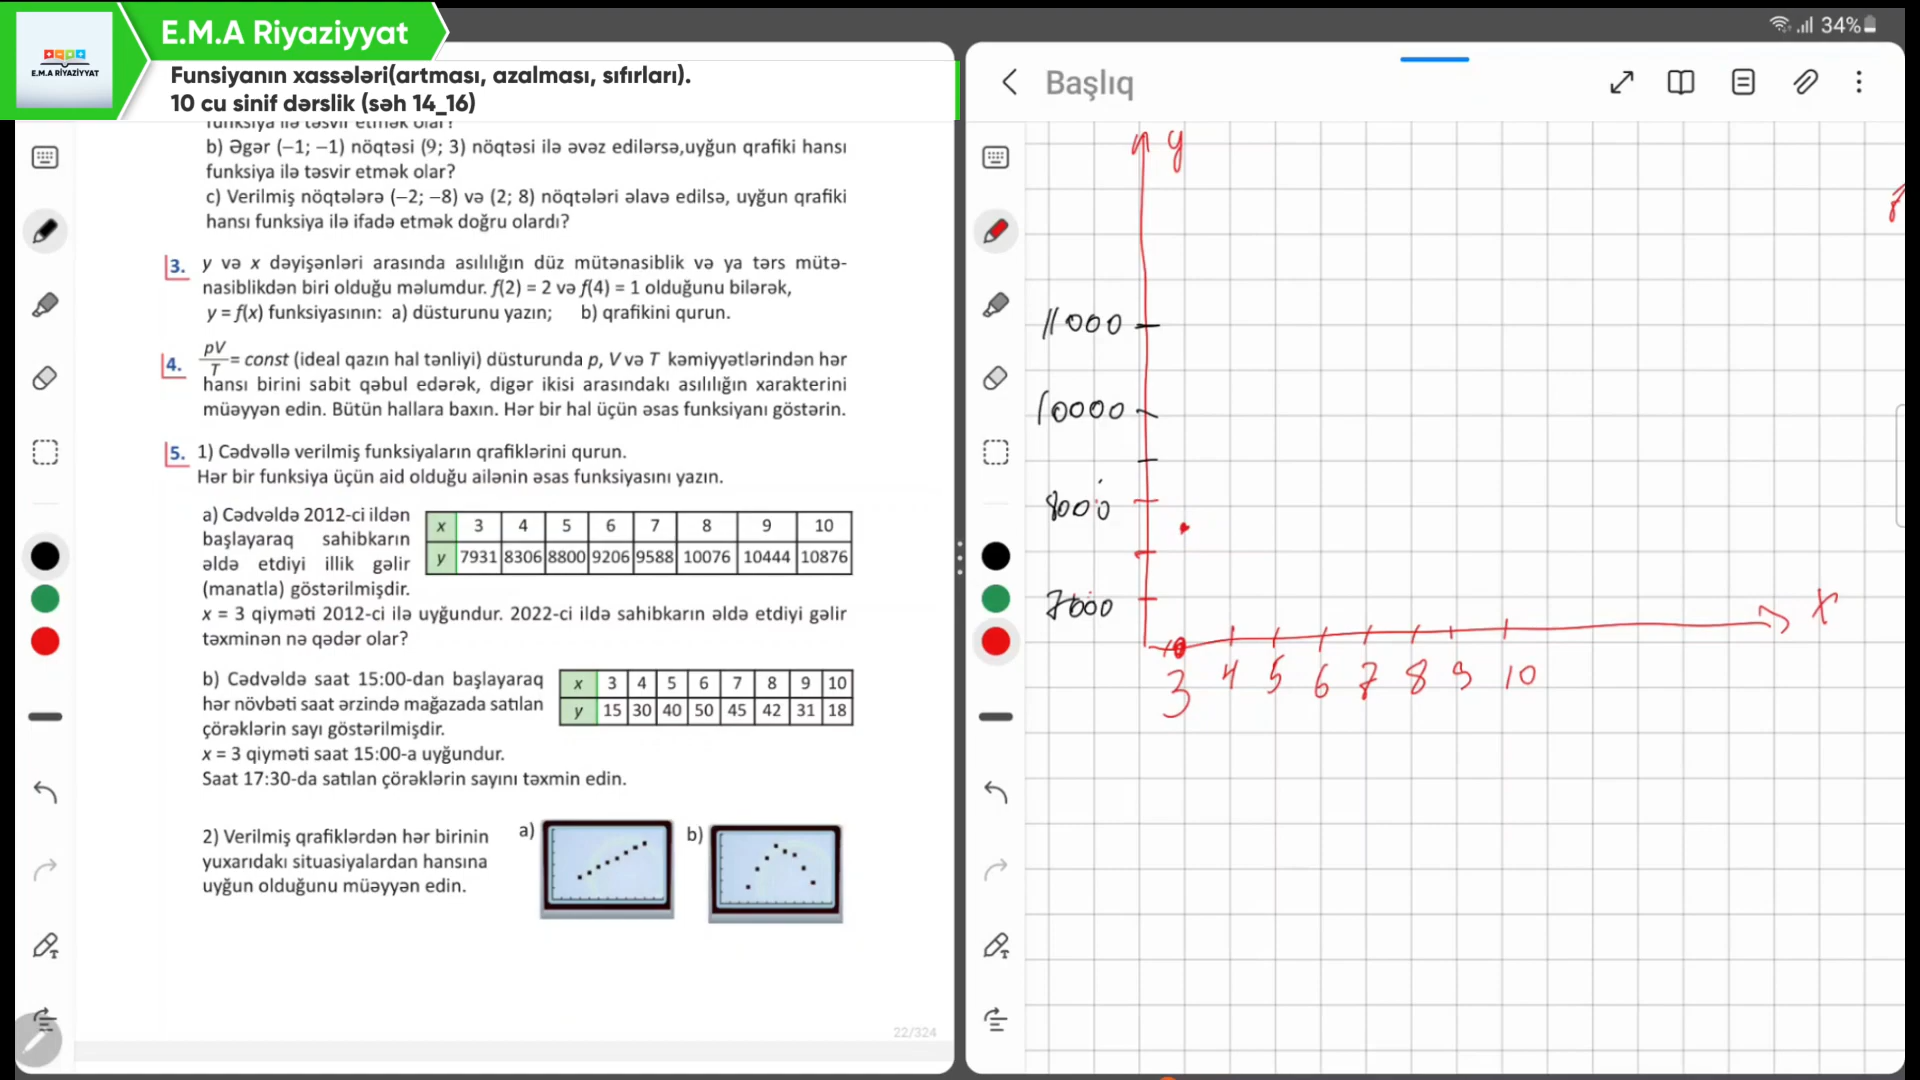 E.M.A Riyaziyyat
E.M.A RİYAZİYYAT
Funsiyanın xassələri(artması, azalması, sıfırları).
10 cu sinif dərslik (səh 14_16)
34%
Başlıq
funksiya ilə təsvir etmək olar?
b) Əgər (−1; −1) nöqtəsi (9; 3) nöqtəsi ilə əvəz edilərsə,uyğun qrafiki hansı
funksiya ilə təsvir etmək olar?
c) Verilmiş nöqtələrə (−2; −8) və (2; 8) nöqtələri əlavə edilsə, uyğun qrafiki
hansı funksiya ilə ifadə etmək doğru olardı?
3. y və x dəyişənləri arasında asılılığın düz mütənasiblik və ya tərs mütə-
nasiblikdən biri olduğu məlumdur. f(2) = 2 və f(4) = 1 olduğunu bilərək,
y = f(x) funksiyasının: a) düsturunu yazın; b) qrafikini qurun.
4. pV/T = const (ideal qazın hal tənliyi) düsturunda p, V və T kəmiyyətlərindən hər
hansı birini sabit qəbul edərək, digər ikisi arasındakı asılılığın xarakterini
müəyyən edin. Bütün hallara baxın. Hər bir hal üçün əsas funksiyanı göstərin.
5. 1) Cədvəllə verilmiş funksiyaların qrafiklərini qurun.
Hər bir funksiya üçün aid olduğu ailənin əsas funksiyasını yazın.
a) Cədvəldə 2012-ci ildən
başlayaraq sahibkarın
əldə etdiyi illik gəlir
(manatla) göstərilmişdir.
x 3 4 5 6 7 8 9 10
y 7931 8306 8800 9206 9588 10076 10444 10876
x = 3 qiyməti 2012-ci ilə uyğundur. 2022-ci ildə sahibkarın əldə etdiyi gəlir
təxminən nə qədər olar?
b) Cədvəldə saat 15:00-dan başlayaraq
hər növbəti saat ərzində mağazada satılan
çörəklərin sayı göstərilmişdir.
x 3 4 5 6 7 8 9 10
y 15 30 40 50 45 42 31 18
x = 3 qiyməti saat 15:00-a uyğundur.
Saat 17:30-da satılan çörəklərin sayını təxmin edin.
2) Verilmiş qrafiklərdən hər birinin
yuxarıdakı situasiyalardan hansına
uyğun olduğunu müəyyən edin.
a) b)
22/324
y
11000
10000
8000
7000
x
3 4 5 6 7 8 9 10